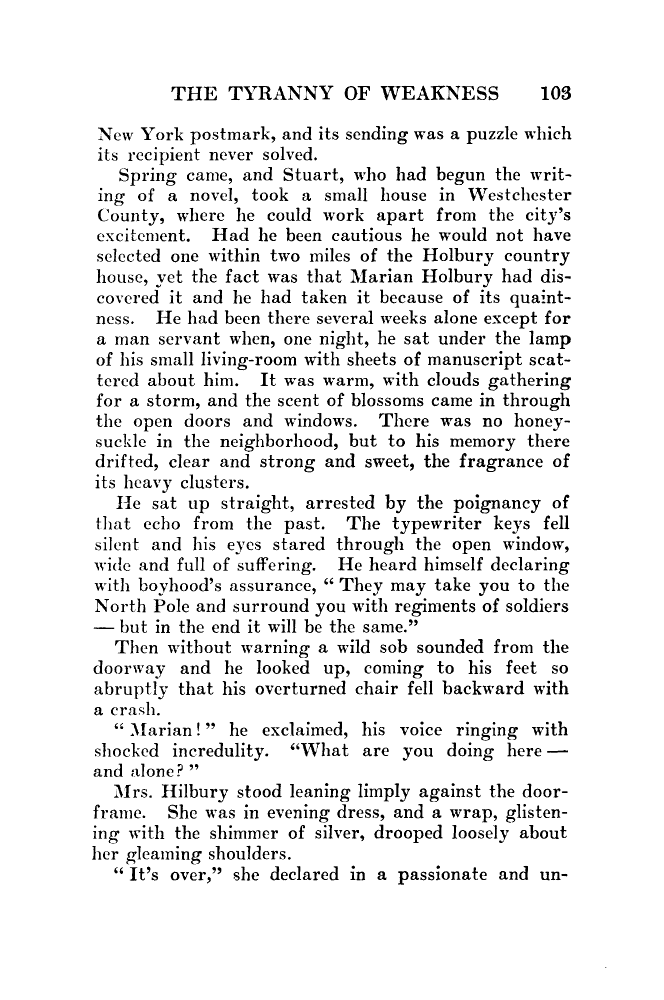 THE TYRANNY OF WEAKNESS 103
New York postmark, and its sending was a puzzle which
its recipient never solved.
Spring came, and Stuart, who had begun the writ-
ing of a novel, took a small house in Westchester
County, where he could work apart from the city's
excitement. Had he been cautious he would not have
selected one within two miles of the Holbury country
house, yet the fact was that Marian Holbury had dis-
covered it and he had taken it because of its quaint-
ness. He had been there several weeks alone except for
a man servant when, one night, he sat under the lamp
of his small living-room with sheets of manuscript scat-
tered about him. It was warm, with clouds gathering
for a storm, and the scent of blossoms came in through
the open doors and windows. There was no honey-
suckle in the neighborhood, but to his memory there
drifted, clear and strong and sweet, the fragrance of
its heavy clusters.
He sat up straight, arrested by the poignancy of
that echo from the past. The typewriter keys fell
silent and his eyes stared through the open window,
wide and full of suffering. He heard himself declaring
with boyhood's assurance, "They may take you to the
North Pole and surround you with regiments of soldiers
— but in the end it will be the same."
Then without warning a wild sob sounded from the
doorway and he looked up, coming to his feet so
abruptly that his overturned chair fell backward with
a crash.
"Marian!" he exclaimed, his voice ringing with
shocked incredulity. "What are you doing here —
and alone?"
Mrs. Hilbury stood leaning limply against the door-
frame. She was in evening dress, and a wrap, glisten-
ing with the shimmer of silver, drooped loosely about
her gleaming shoulders.
"It's over," she declared in a passionate and un-